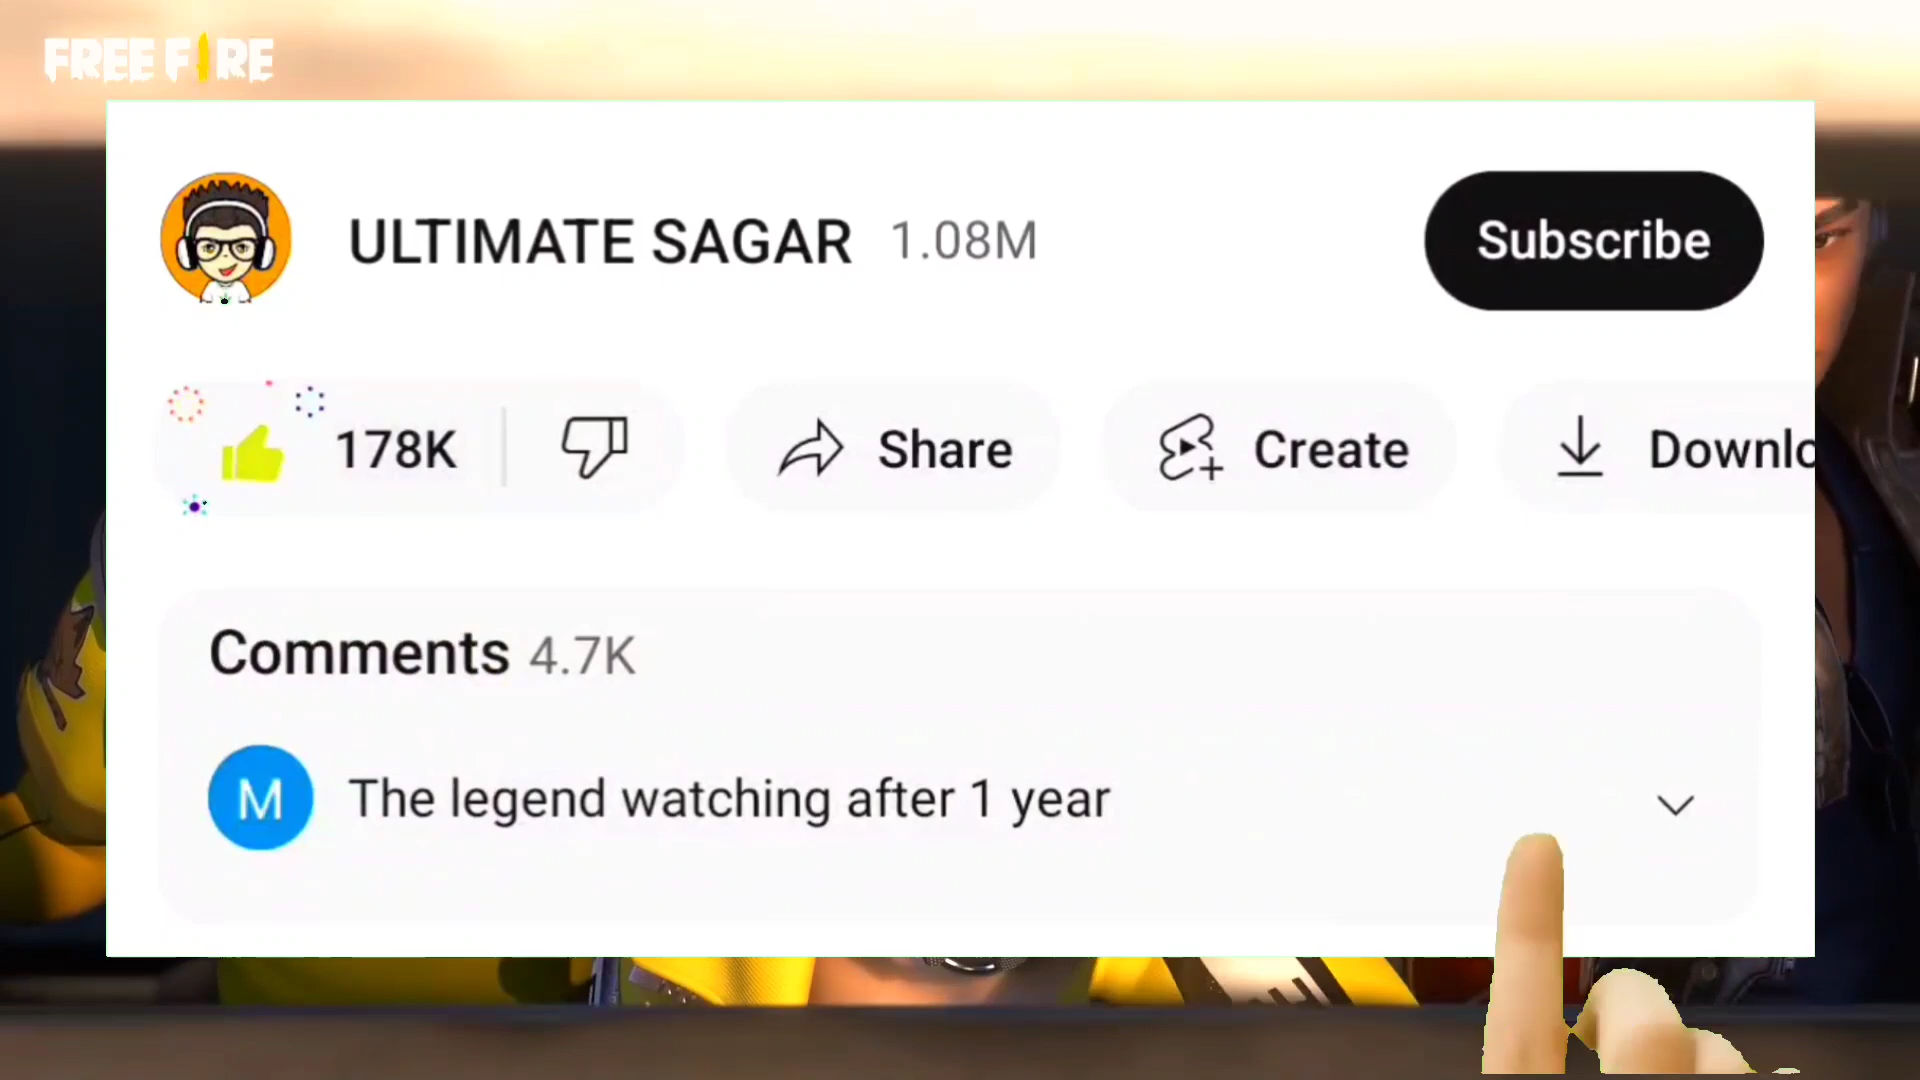 FREE FIRE
ULTIMATE SAGAR 1.08M
Subscribe
178K
Share
Create
Downlo
Comments 4.7K
M
The legend watching after 1 year